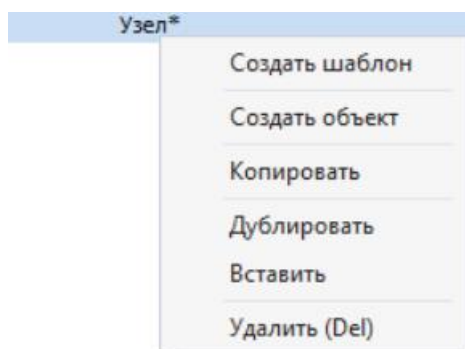 Узел*
Создать шаблон
Создать объект
Копировать
Дублировать
Вставить
Удалить (Del)